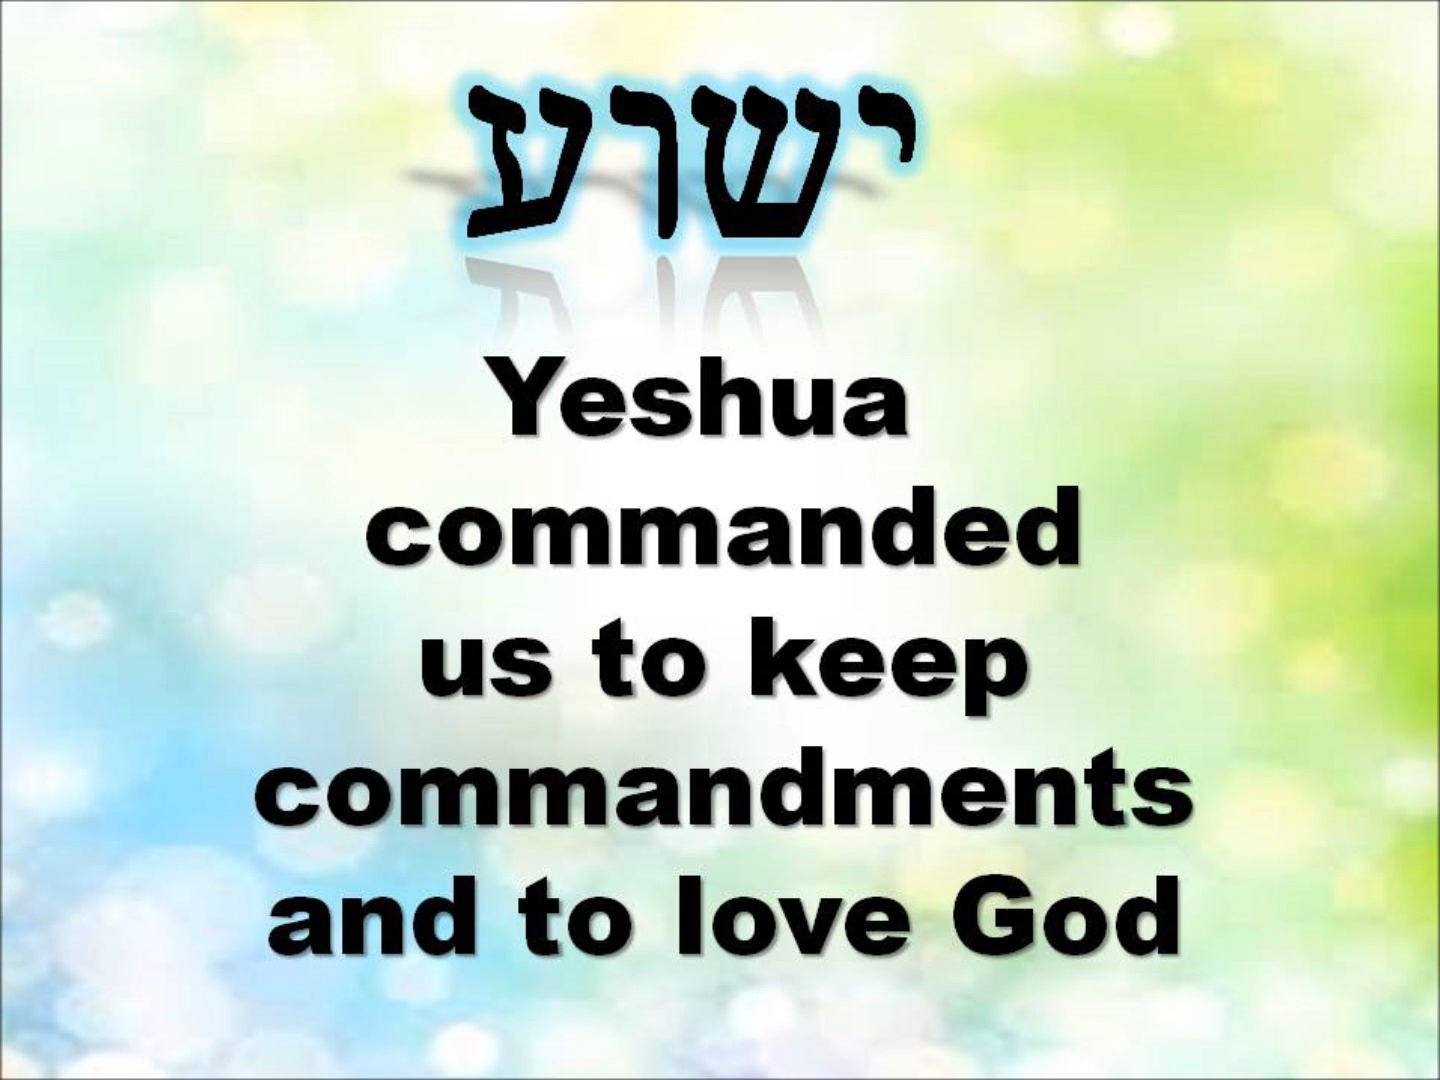 ישוע
Yeshua
commanded
us to keep
commandments
and to love God